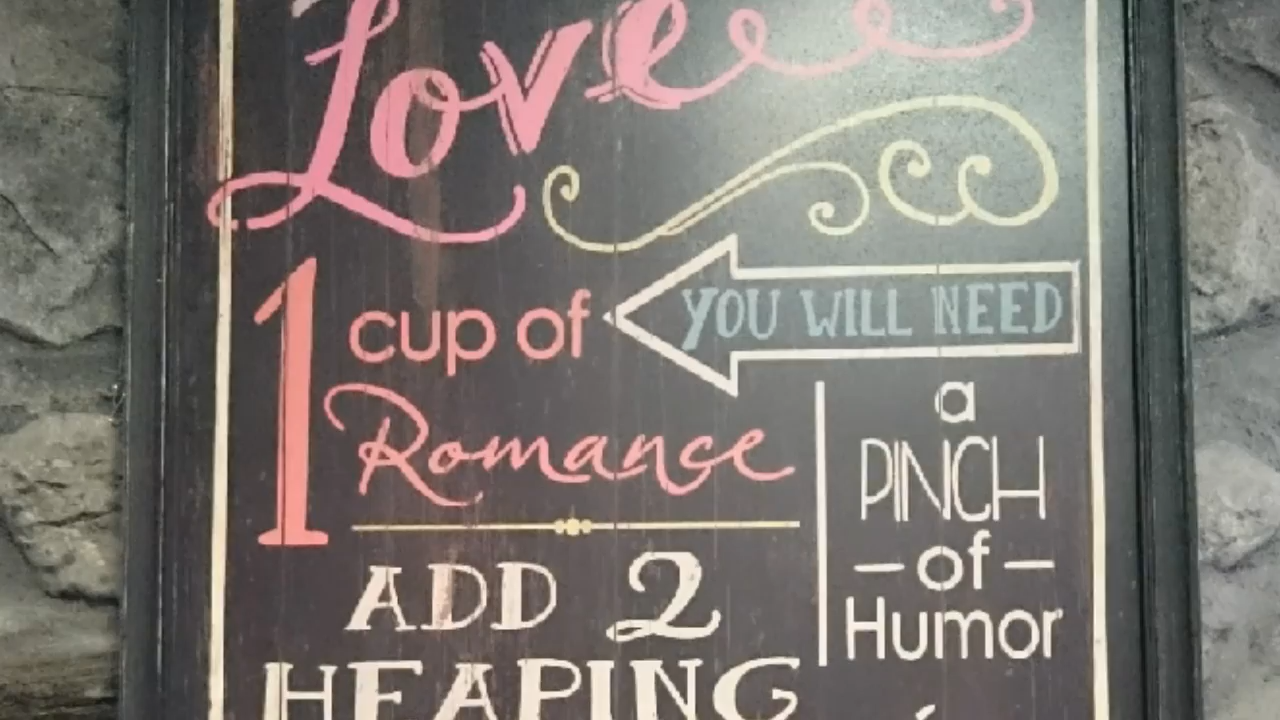 Love
1 cup of
YOU WILL NEED
Romance
a
PINCH
of
Humor
ADD 2
HEAPING